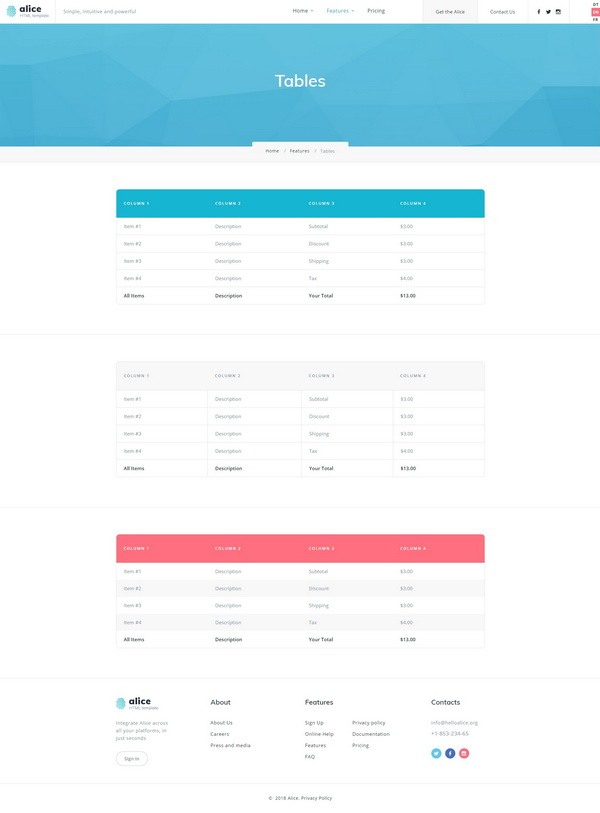 alice
HTML template
Simple, intuitive and powerful
Home
Features
Pricing
Get the Alice
Contact Us
DT
EN
FR
Tables
Home / Features / Tables
COLUMN 1 COLUMN 2 COLUMN 3 COLUMN 4
Item #1 Description Subtotal $3.00
Item #2 Description Discount $3.00
Item #3 Description Shipping $3.00
Item #4 Description Tax $4.00
All Items Description Your Total $13.00
COLUMN 1 COLUMN 2 COLUMN 3 COLUMN 4
Item #1 Description Subtotal $3.00
Item #2 Description Discount $3.00
Item #3 Description Shipping $3.00
Item #4 Description Tax $4.00
All Items Description Your Total $13.00
COLUMN 1 COLUMN 2 COLUMN 3 COLUMN 4
Item #1 Description Subtotal $3.00
Item #2 Description Discount $3.00
Item #3 Description Shipping $3.00
Item #4 Description Tax $4.00
All Items Description Your Total $13.00
alice
HTML template
Integrate Alice across
all your platforms, in
just seconds
Sign In
About
About Us
Careers
Press and media
Features
Sign Up
Online Help
Features
FAQ
Privacy policy
Documentation
Pricing
Contacts
info@helloalice.org
+1-853-234-65
© 2018 Alice. Privacy Policy